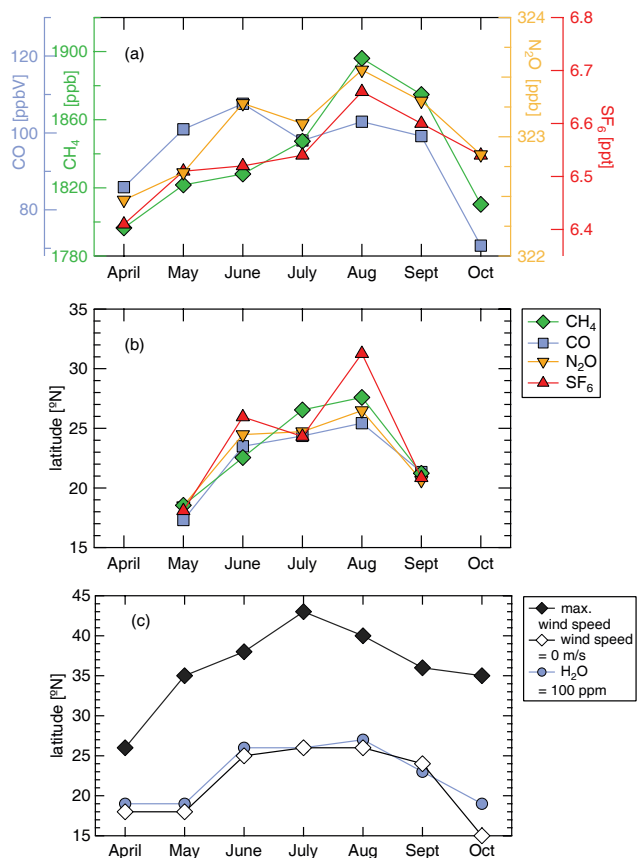 (a)
CO [ppbV]
120
100
80
CH₄ [ppb]
1900
1860
1820
1780
324
323
322
N₂O [ppb]
6.8
6.7
6.6
6.5
6.4
SF₆ [ppt]
April May June July Aug Sept Oct
(b)
latitude [ºN]
35
30
25
20
15
April May June July Aug Sept Oct
CH₄
CO
N₂O
SF₆
(c)
latitude [ºN]
45
40
35
30
25
20
15
April May June July Aug Sept Oct
max.
wind speed
wind speed
= 0 m/s
H₂O
= 100 ppm